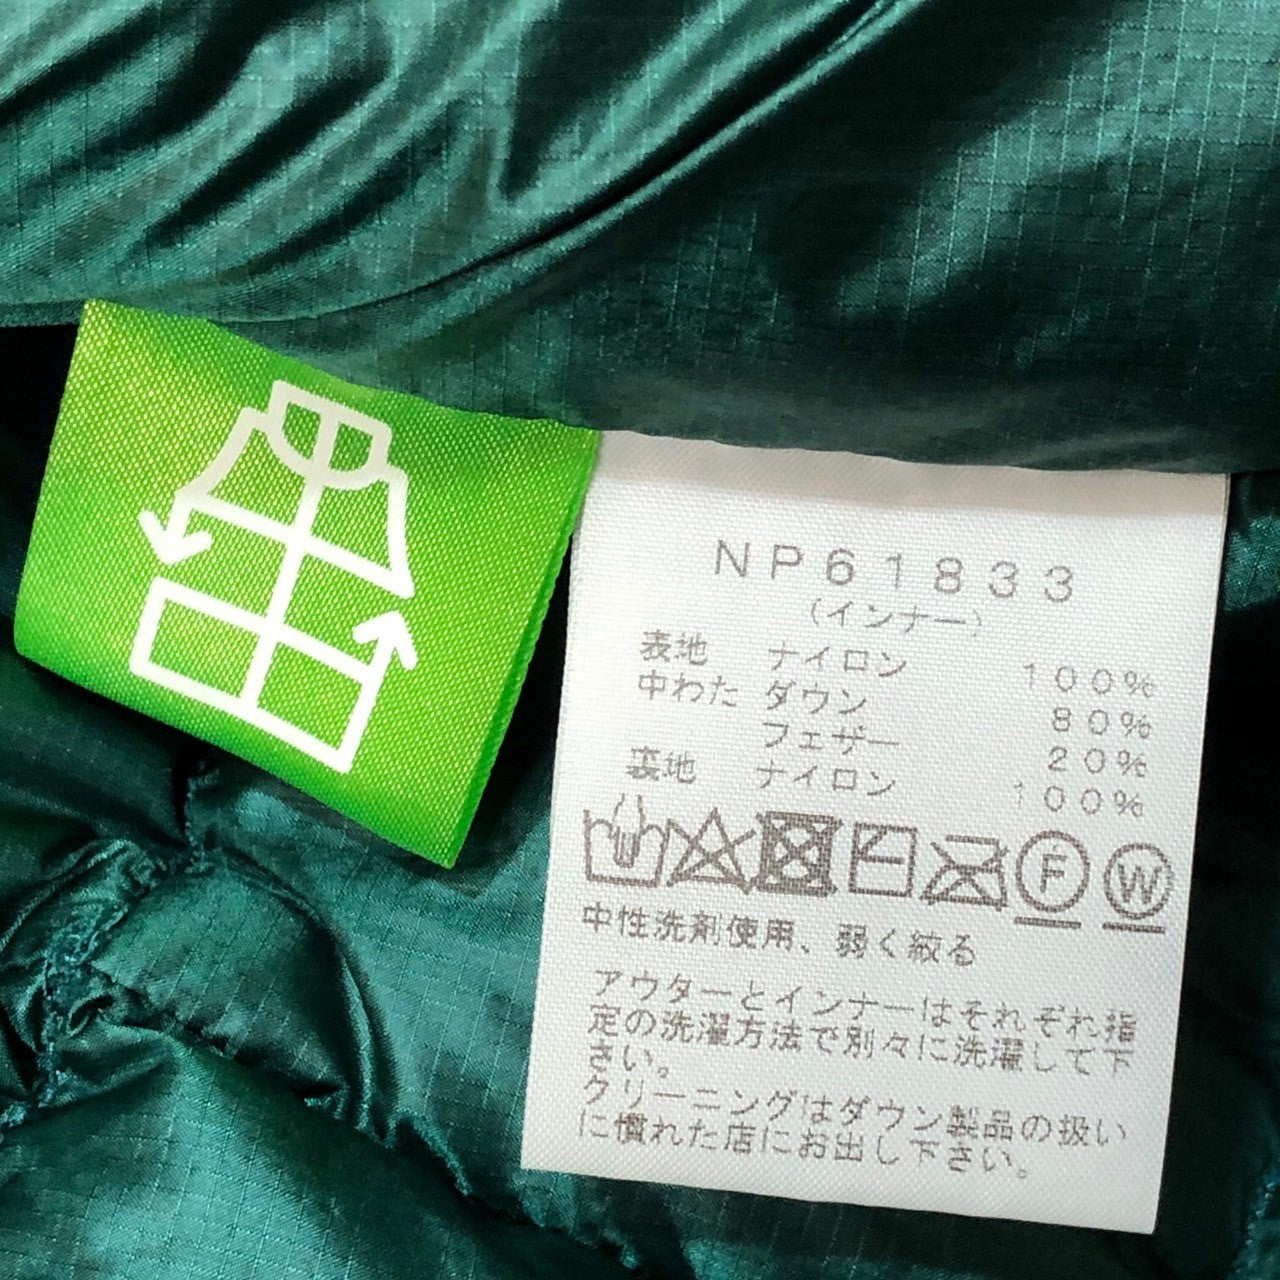 NP61833
(インナー)
表地 ナイロン 100%
中わた ダウン 80%
フェザー 20%
裏地 ナイロン 100%
F W
中性洗剤使用、弱く絞る
アウターとインナーはそれぞれ指
定の洗濯方法で別々に洗濯して下
さい。
クリーニングはダウン製品の扱い
に慣れた店にお出し下さい。